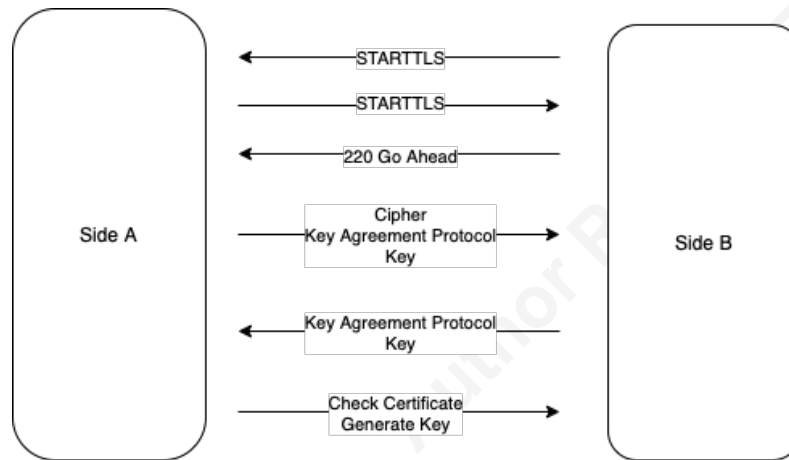 STARTTLS
STARTTLS
220 Go Ahead
Side A
Cipher
Key Agreement Protocol
Key
Side B
Key Agreement Protocol
Key
Check Certificate
Generate Key